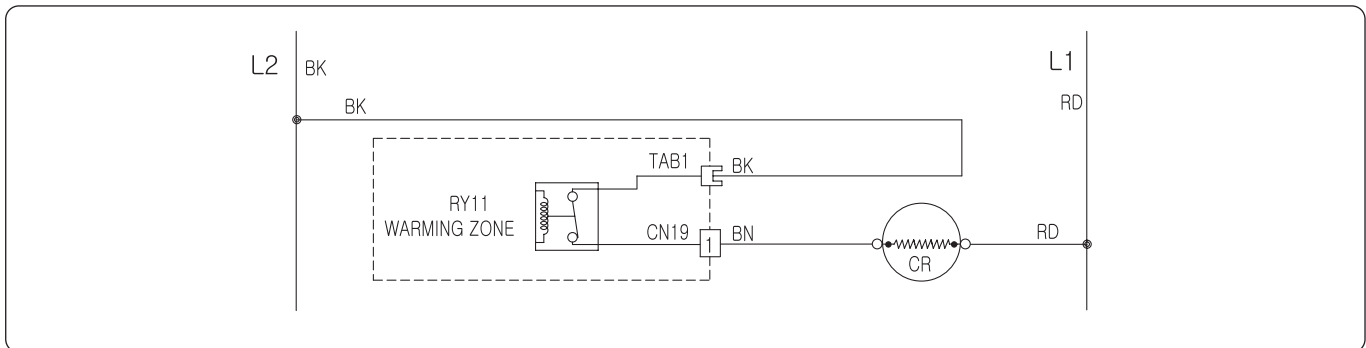 L2 BK
L1
BK
RD
TAB1 BK
RY11
WARMING ZONE
CN19 1 BN
RD
CR